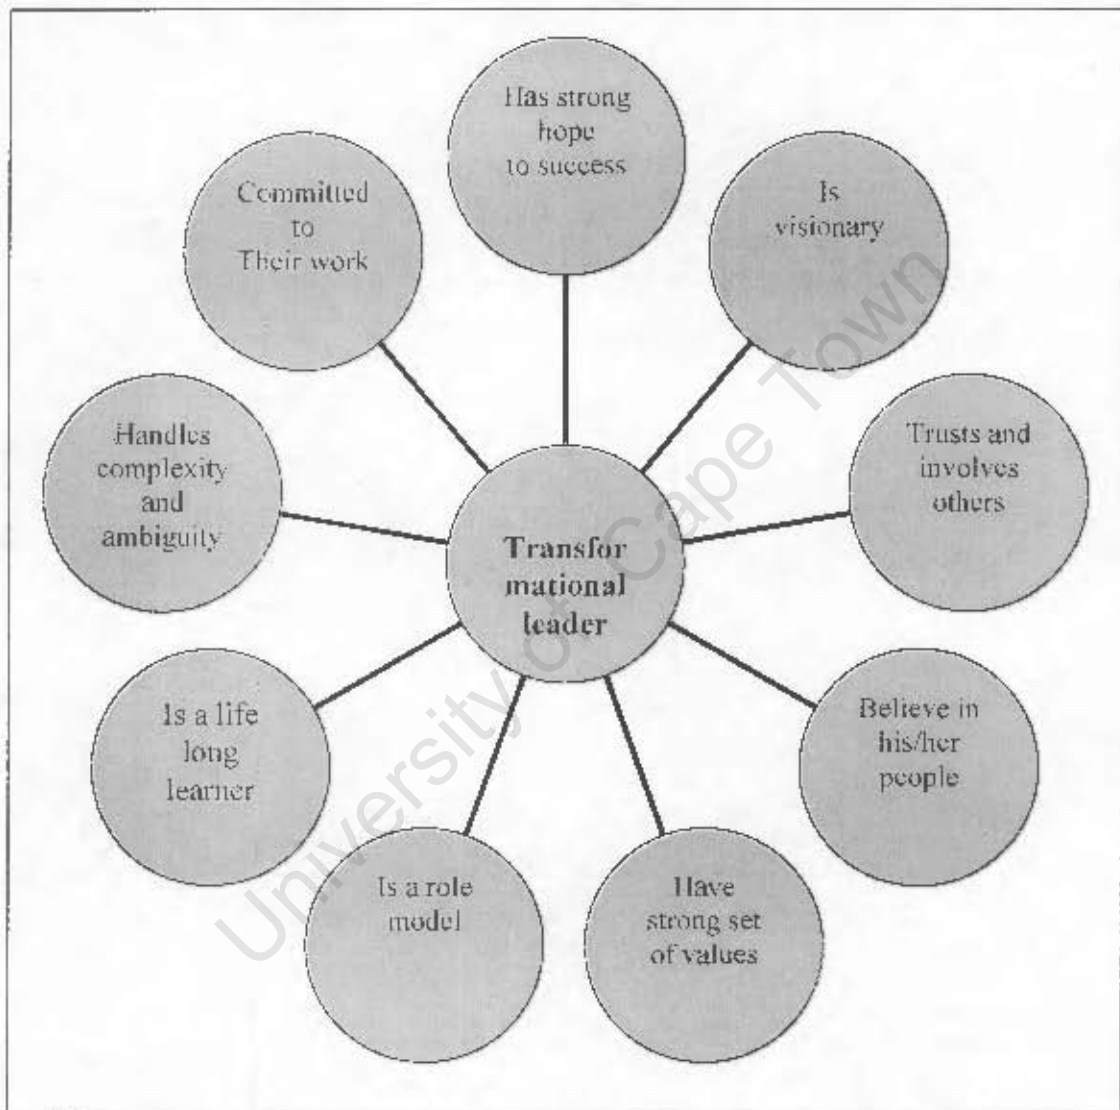 Has strong
hope
to success
Is
visionary
Trusts and
involves
others
Believe in
his/her
people
Have
strong set
of values
Is a role
model
Is a life
long
learner
Handles
complexity
and
ambiguity
Committed
to
Their work
Transfor
mational
leader
University of Cape Town